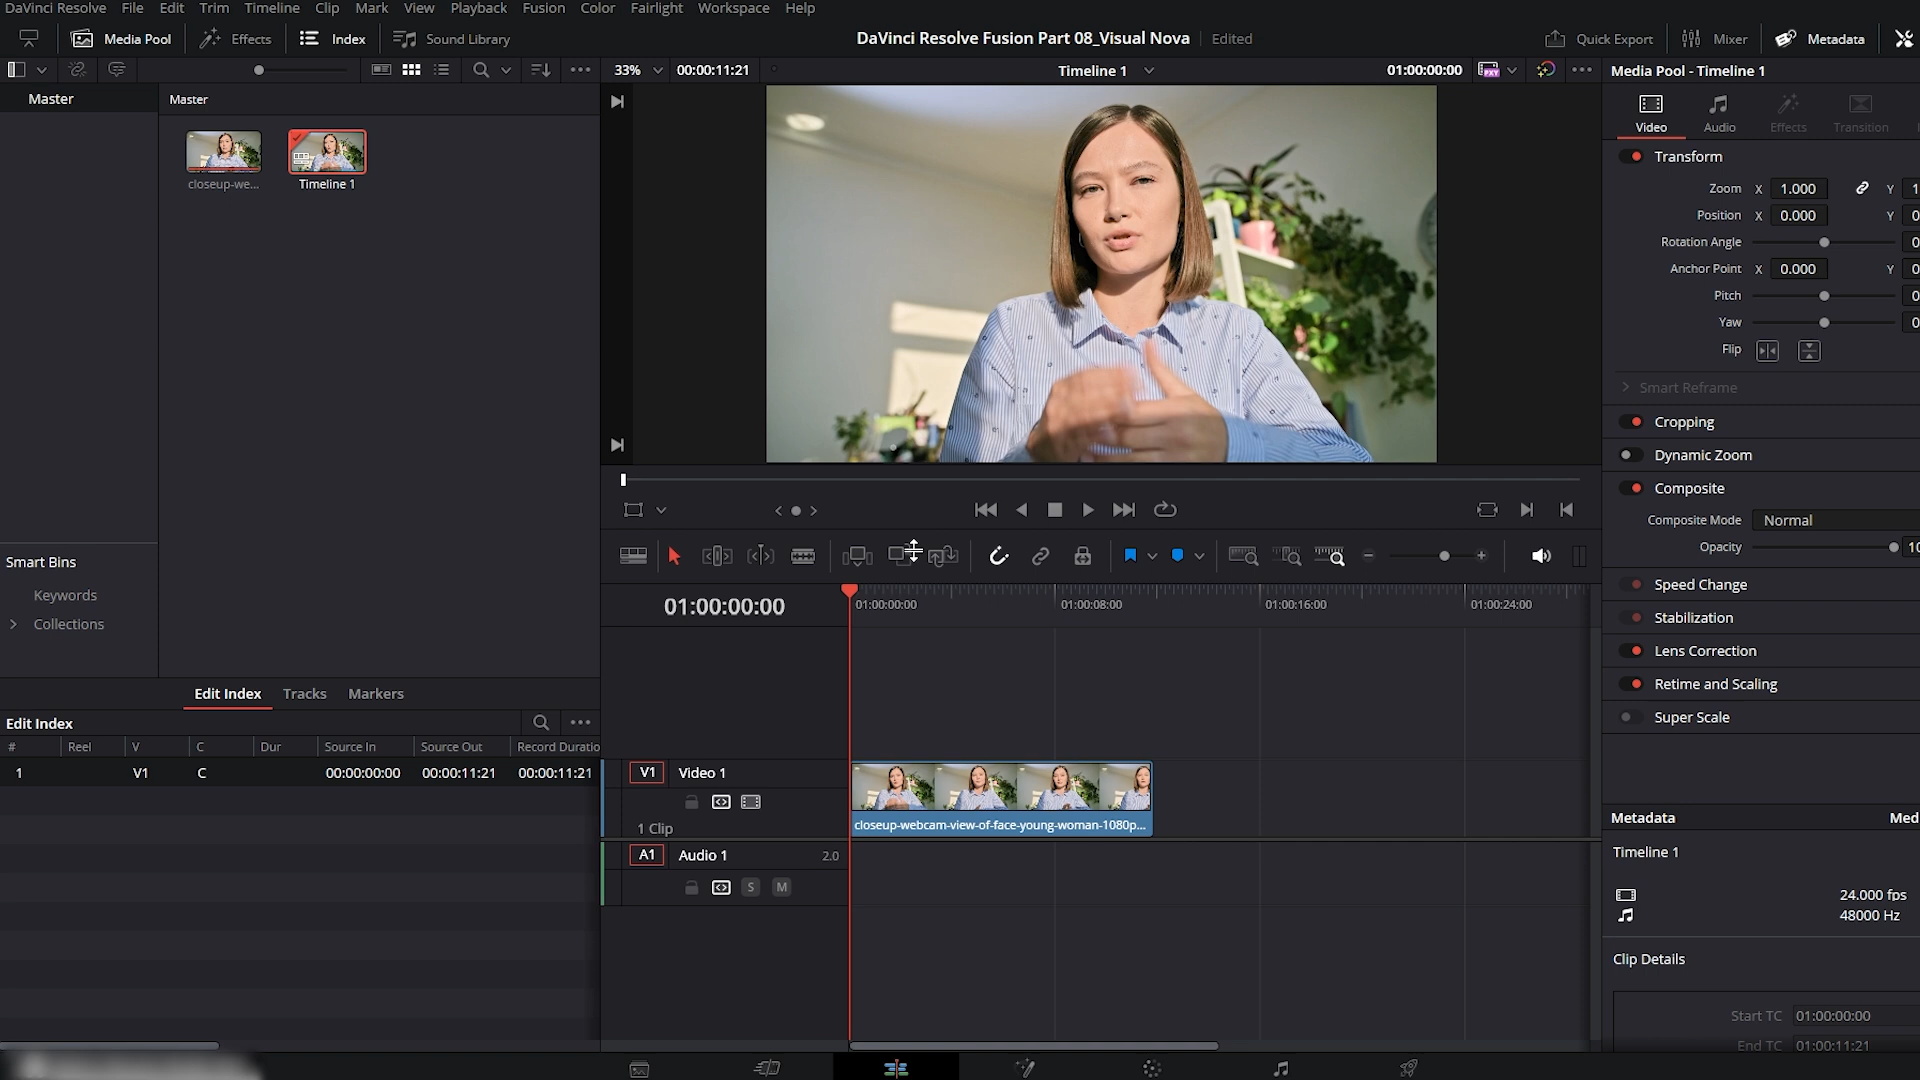 DaVinci Resolve File Edit Trim Timeline Clip Mark View Playback Fusion Color Fairlight Workspace Help
Media Pool Effects Index Sound Library DaVinci Resolve Fusion Part 08_Visual Nova Edited Quick Export Mixer Metadata
33% 00:00:11:21 Timeline 1 01:00:00:00 Media Pool - Timeline 1
Master Master
closeup-we... Timeline 1
Video Audio Effects Transition
Transform
Zoom X 1.000 Y 1
Position X 0.000 Y 0
Rotation Angle 0
Anchor Point X 0.000 Y 0
Pitch 0
Yaw 0
Flip
Smart Reframe
Cropping
Dynamic Zoom
Composite
Composite Mode Normal
Opacity 10
Speed Change
Stabilization
Lens Correction
Retime and Scaling
Super Scale
Smart Bins
Keywords
Collections
01:00:00:00 01:00:00:00 01:00:08:00 01:00:16:00 01:00:24:00
Edit Index Tracks Markers
Edit Index
# Reel V C Dur Source In Source Out Record Duratio
1 V1 C 00:00:00:00 00:00:11:21 00:00:11:21
V1 Video 1
1 Clip
closeup-webcam-view-of-face-young-woman-1080p...
A1 Audio 1 2.0
S M
Metadata Med
Timeline 1
24.000 fps
48000 Hz
Clip Details
Start TC 01:00:00:00
End TC 01:00:11:21